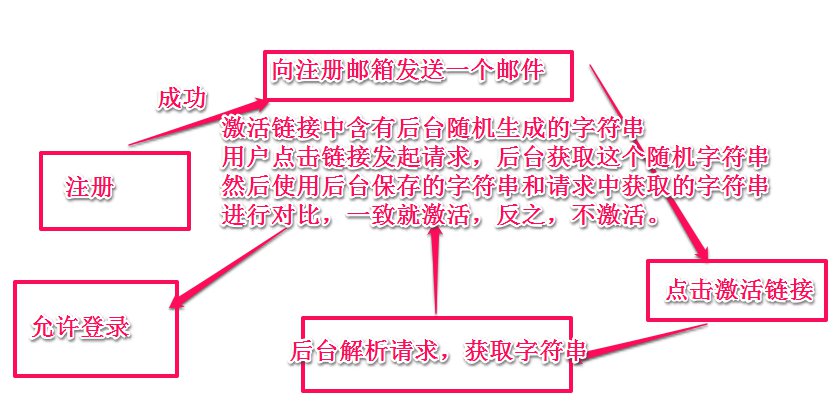 向注册邮箱发送一个邮件
成功
激活链接中含有后台随机生成的字符串
用户点击链接发起请求，后台获取这个随机字符串
然后使用后台保存的字符串和请求中获取的字符串
进行对比，一致就激活，反之，不激活。
注册
点击激活链接
允许登录
后台解析请求，获取字符串